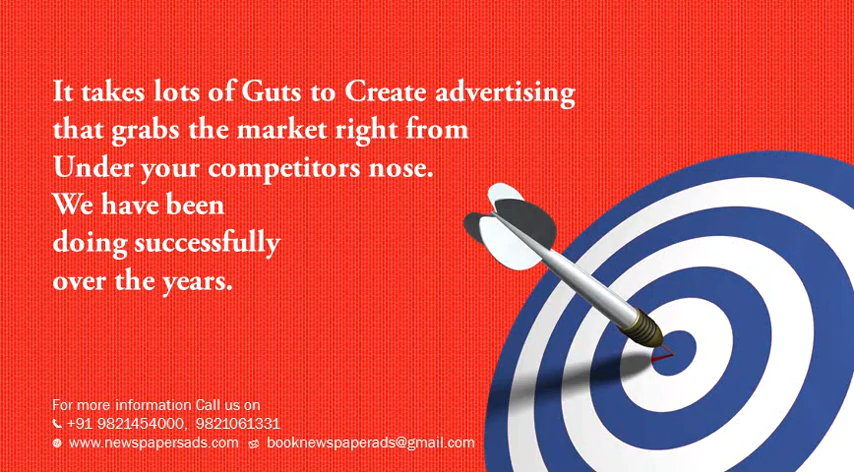 It takes lots of Guts to Create advertising
that grabs the market right from
Under your competitors nose.
We have been
doing successfully
over the years.
For more information Call us on
+91 9821454000, 9821061331
www.newspapersads.com booknewspaperads@gmail.com